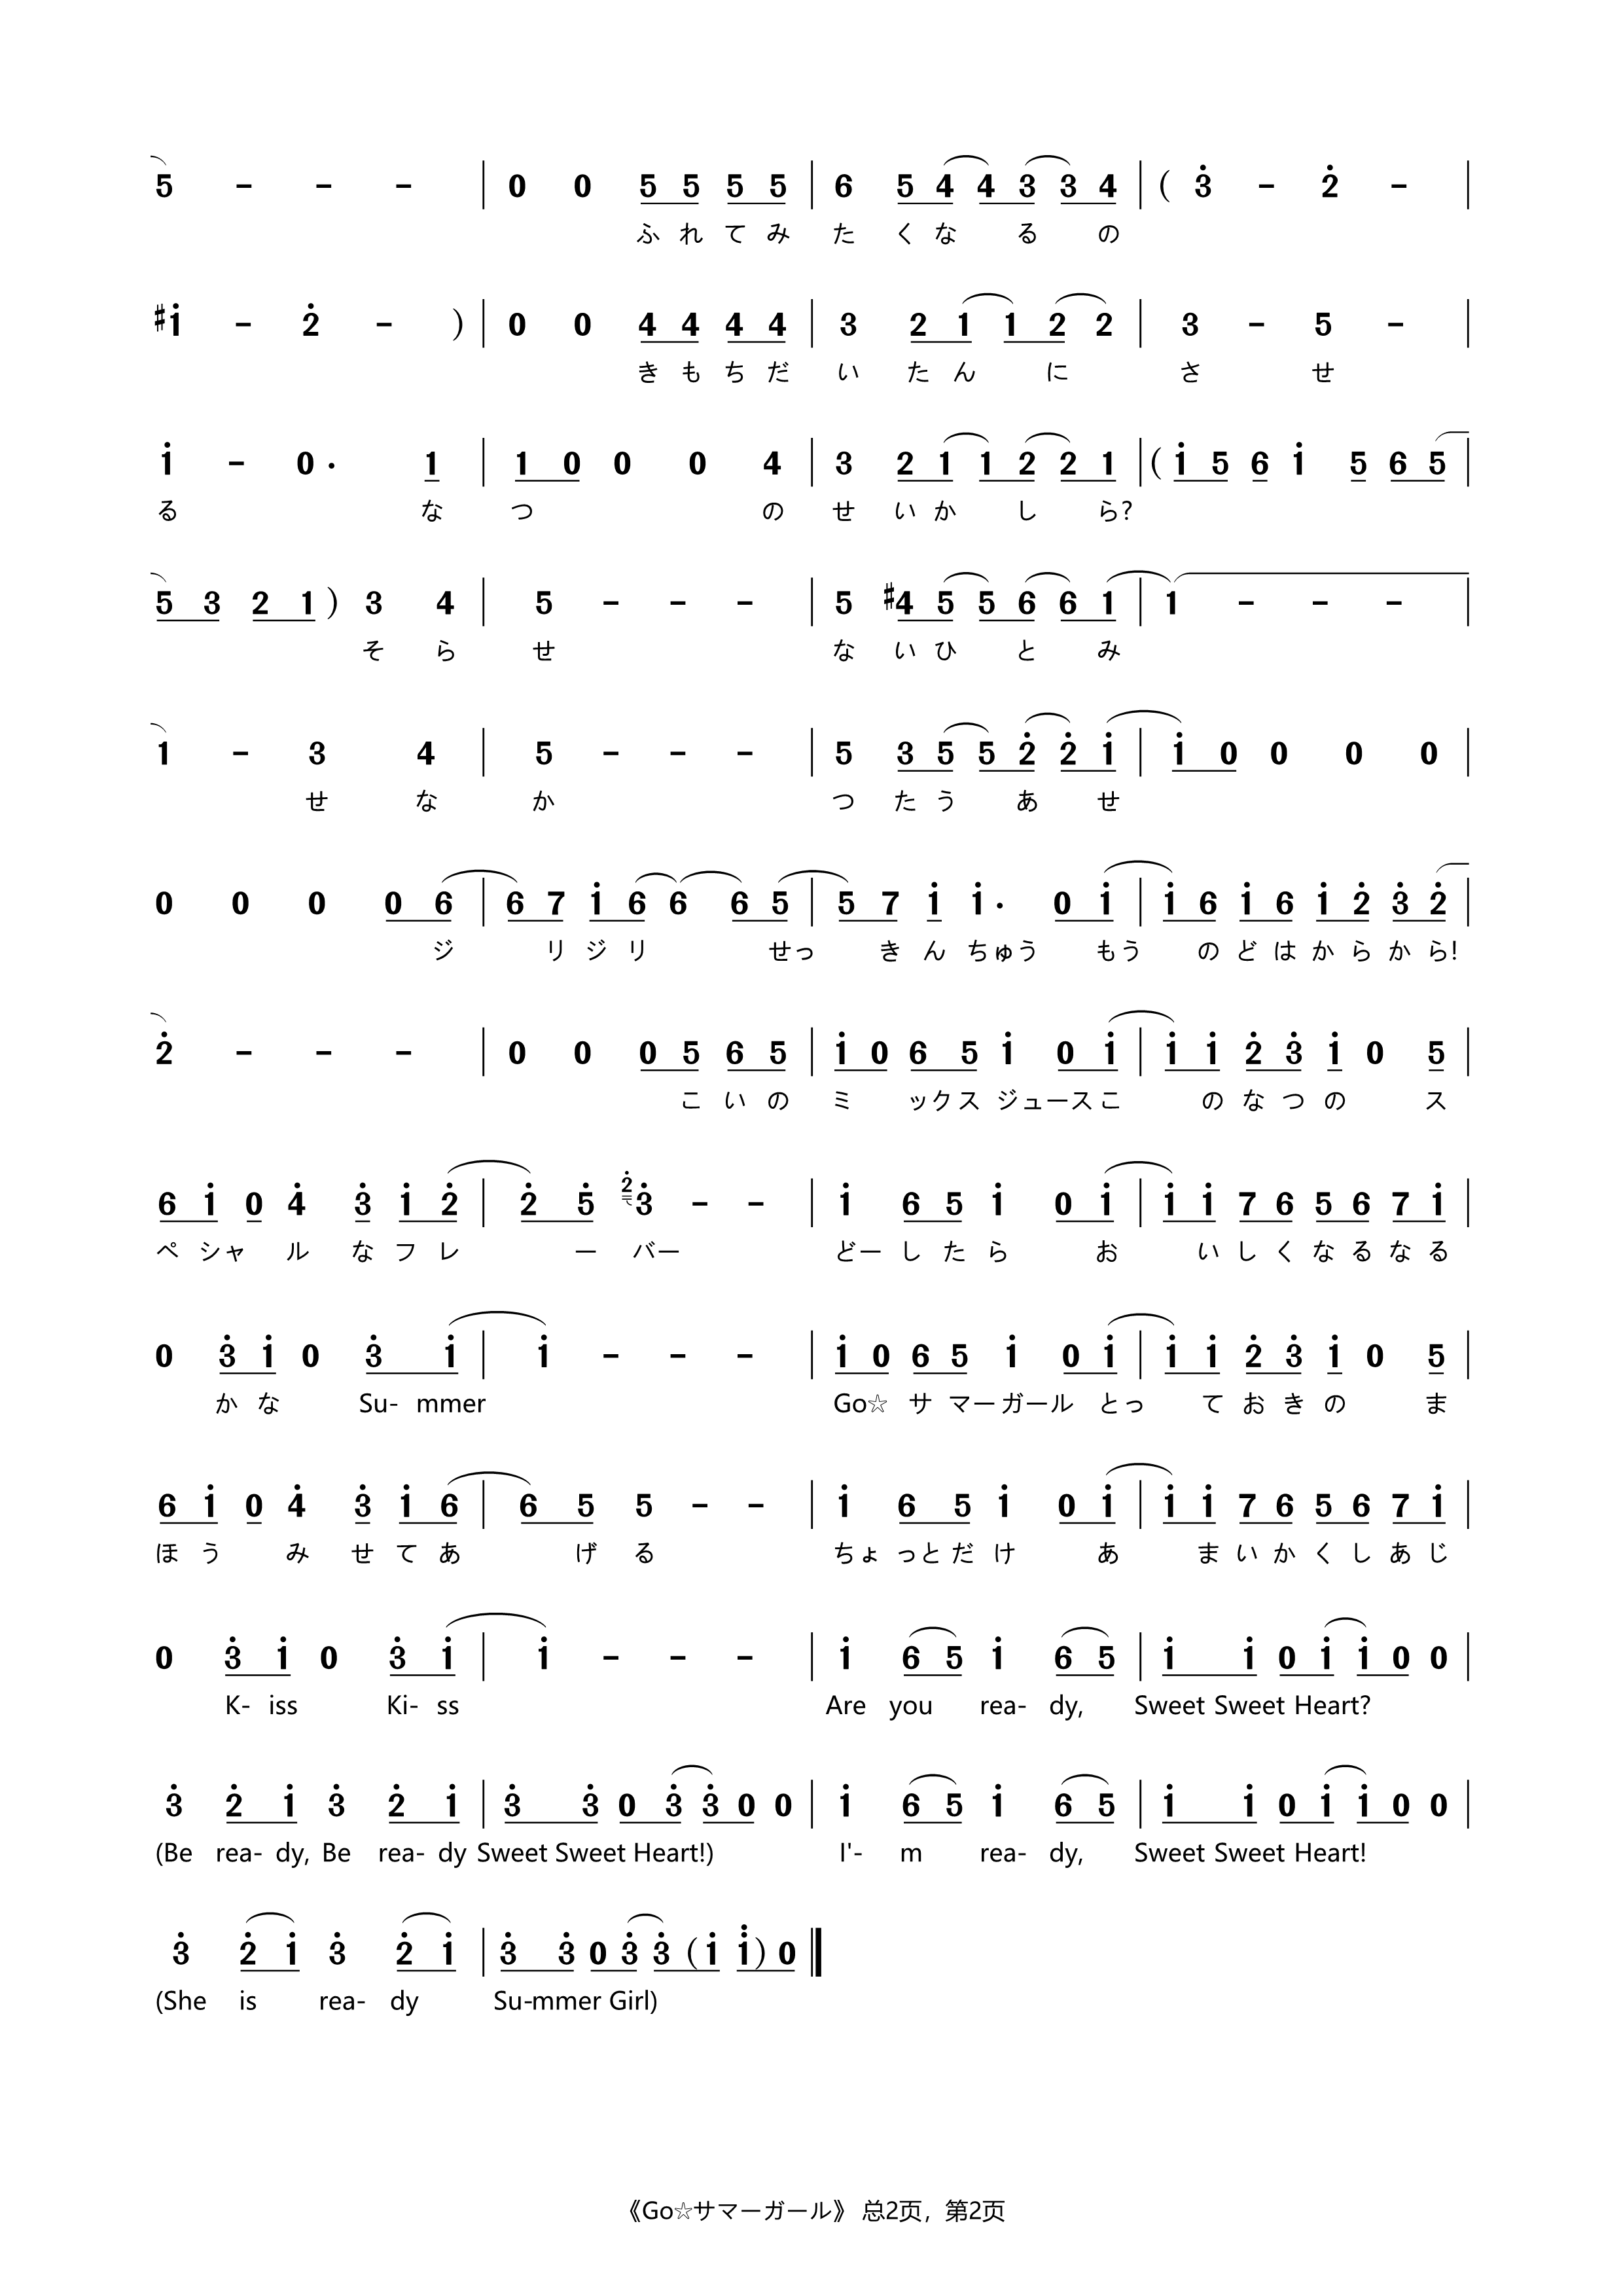 5 - - - | 0 0 5 5 5 5 | 6 5 4 4 3 3 4 | ( 3̇ - 2̇ - |
ふ れ て み た く な る の
#1̇ - 2̇ - ) | 0 0 4 4 4 4 | 3 2 1 1 2 2 | 3 - 5 - |
き も ち だ い た ん に さ せ
1̇ - 0 · 1 | 1 0 0 0 4 | 3 2 1 1 2 2 1 | ( 1̇ 5 6 1̇ 5 6 5 |
る な つ の せ い か し ら?
5 3 2 1 ) 3 4 | 5 - - - | 5 #4 5 5 6 6 1 | 1 - - - |
そ ら せ な い ひ と み
1 - 3 4 | 5 - - - | 5 3 5 5 2̇ 2̇ 1̇ | 1̇ 0 0 0 0 |
せ な か つ た う あ せ
0 0 0 0 6 | 6 7 1̇ 6 6 6 5 | 5 7 1̇ 1̇ · 0 1̇ | 1̇ 6 1̇ 6 1̇ 2̇ 3̇ 2̇ |
ジ リ ジ リ せっ き ん ちゅう もう の ど は か ら か ら!
2̇ - - - | 0 0 0 5 6 5 | 1̇ 0 6 5 1̇ 0 1̇ | 1̇ 1̇ 2̇ 3̇ 1̇ 0 5 |
こ い の ミ ックス ジュースこ の な つ の ス
6 1̇ 0 4̇ 3̇ 1̇ 2̇ | 2̇ 5̇ 2̇ 3̇ - - | 1̇ 6 5 1̇ 0 1̇ | 1̇ 1̇ 7 6 5 6 7 1̇ |
ペ シャ ル な フ レ ー バー どー し た ら お い し く な る な る
0 3̇ 1̇ 0 3̇ 1̇ | 1̇ - - - | 1̇ 0 6 5 1̇ 0 1̇ | 1̇ 1̇ 2̇ 3̇ 1̇ 0 5 |
か な Su- mmer Go☆ サ マーガール とっ て お き の ま
6 1̇ 0 4̇ 3̇ 1̇ 6 | 6 5 5 - - | 1̇ 6 5 1̇ 0 1̇ | 1̇ 1̇ 7 6 5 6 7 1̇ |
ほ う み せ て あ げ る ちょ っと だ け あ ま い か く し あ じ
0 3̇ 1̇ 0 3̇ 1̇ | 1̇ - - - | 1̇ 6 5 1̇ 6 5 | 1̇ 1̇ 0 1̇ 1̇ 0 0 |
K- iss Ki- ss Are you rea- dy, Sweet Sweet Heart?
3̇ 2̇ 1̇ 3̇ 2̇ 1̇ | 3̇ 3̇ 0 3̇ 3̇ 0 0 | 1̇ 6 5 1̇ 6 5 | 1̇ 1̇ 0 1̇ 1̇ 0 0 |
(Be rea- dy, Be rea- dy Sweet Sweet Heart!) I'- m rea- dy, Sweet Sweet Heart!
3̇ 2̇ 1̇ 3̇ 2̇ 1̇ | 3̇ 3̇ 0 3̇ 3̇ ( 1̇ 1̈ ) 0 ‖
(She is rea- dy Su-mmer Girl)
《Go☆サマーガール》 总2页，第2页